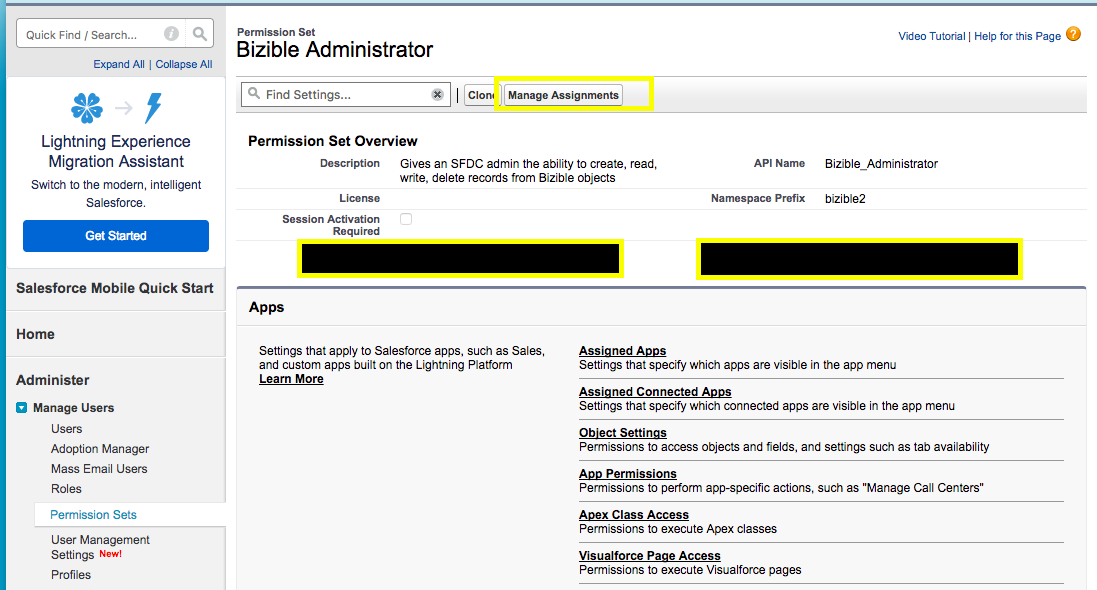 Quick Find / Search...
Expand All | Collapse All
Lightning Experience
Migration Assistant
Switch to the modern, intelligent
Salesforce.
Get Started
Salesforce Mobile Quick Start
Home
Administer
Manage Users
Users
Adoption Manager
Mass Email Users
Roles
Permission Sets
User Management
Settings New!
Profiles
Permission Set
Bizible Administrator
Video Tutorial | Help for this Page
Find Settings...
Clone
Manage Assignments
Permission Set Overview
Description Gives an SFDC admin the ability to create, read,
write, delete records from Bizible objects
API Name Bizible_Administrator
License
Namespace Prefix bizible2
Session Activation
Required
Apps
Settings that apply to Salesforce apps, such as Sales,
and custom apps built on the Lightning Platform
Learn More
Assigned Apps
Settings that specify which apps are visible in the app menu
Assigned Connected Apps
Settings that specify which connected apps are visible in the app menu
Object Settings
Permissions to access objects and fields, and settings such as tab availability
App Permissions
Permissions to perform app-specific actions, such as "Manage Call Centers"
Apex Class Access
Permissions to execute Apex classes
Visualforce Page Access
Permissions to execute Visualforce pages